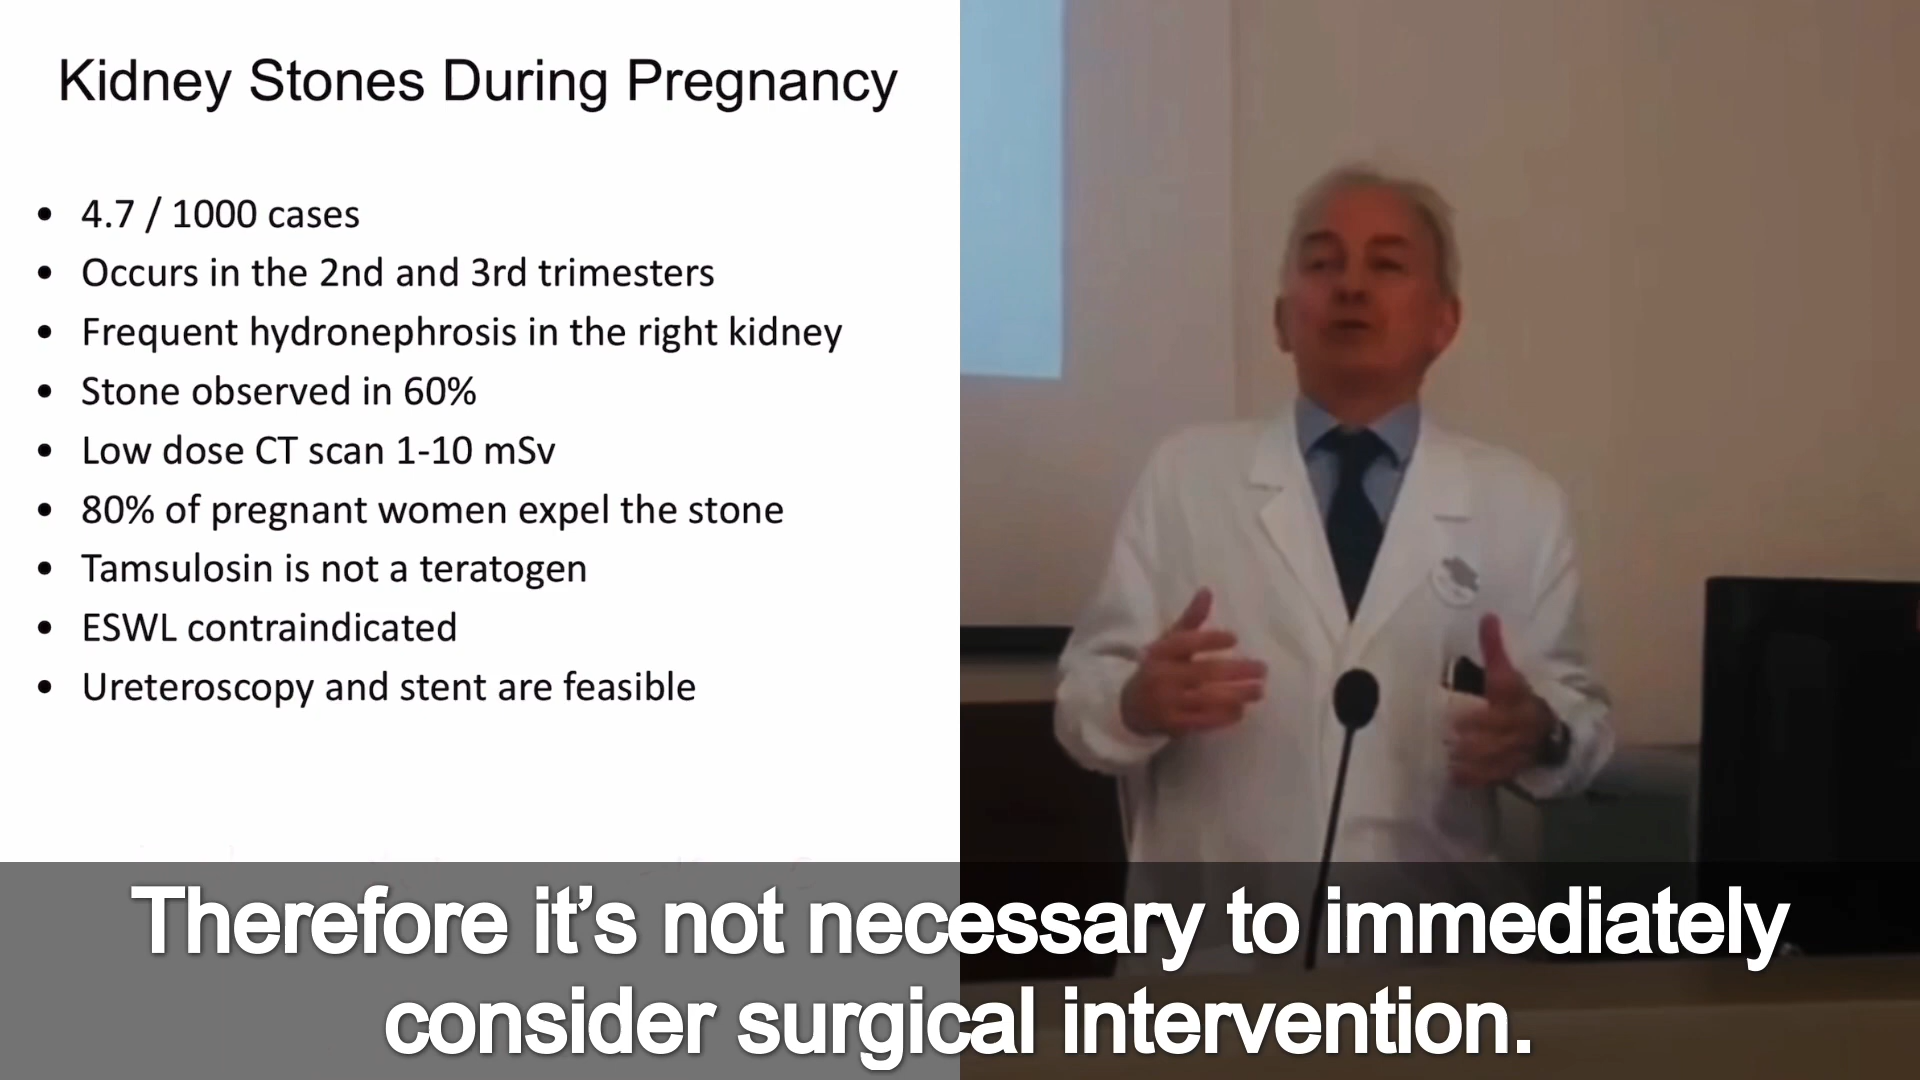 Kidney Stones During Pregnancy
• 4.7 / 1000 cases
• Occurs in the 2nd and 3rd trimesters
• Frequent hydronephrosis in the right kidney
• Stone observed in 60%
• Low dose CT scan 1-10 mSv
• 80% of pregnant women expel the stone
• Tamsulosin is not a teratogen
• ESWL contraindicated
• Ureteroscopy and stent are feasible
Therefore it’s not necessary to immediately
consider surgical intervention.